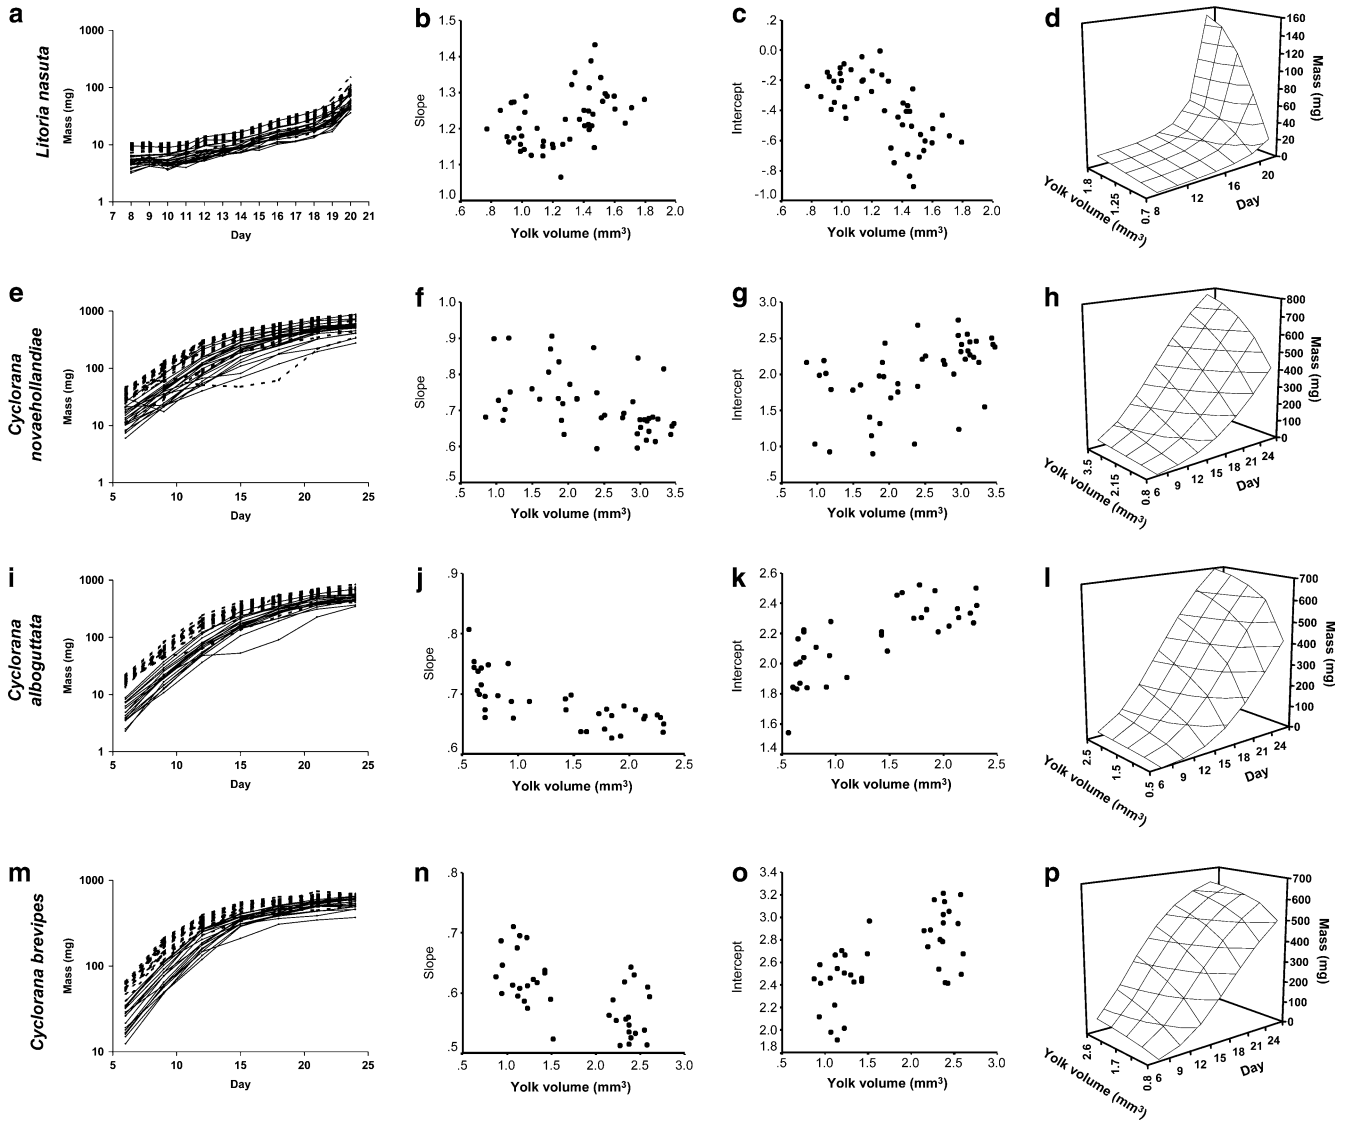 a
Litoria nasuta
Mass (mg)
1000
100
10
1
7 8 9 10 11 12 13 14 15 16 17 18 19 20 21
Day
b
Slope
1.5
1.4
1.3
1.2
1.1
1.0
.6 .8 1.0 1.2 1.4 1.6 1.8 2.0
Yolk volume (mm³)
c
Intercept
.2
0.0
-.2
-.4
-.6
-.8
-1.0
.6 .8 1.0 1.2 1.4 1.6 1.8 2.0
Yolk volume (mm³)
d
160
140
120
100
80
60
40
20
0
Mass (mg)
1.8 1.25 0.7
Yolk volume (mm³)
8 12 16 20
Day
e
Cyclorana
novaehollandiae
Mass (mg)
1000
100
10
1
5 10 15 20 25
Day
f
Slope
1.0
.9
.8
.7
.6
.5
.5 1.0 1.5 2.0 2.5 3.0 3.5
Yolk volume (mm³)
g
Intercept
3.0
2.5
2.0
1.5
1.0
.5
.5 1.0 1.5 2.0 2.5 3.0 3.5
Yolk volume (mm³)
h
800
700
600
500
400
300
200
100
0
Mass (mg)
3.5 2.15 0.8
Yolk volume (mm³)
6 9 12 15 18 21 24
Day
i
Cyclorana
alboguttata
Mass (mg)
1000
100
10
1
5 10 15 20 25
Day
j
Slope
.9
.8
.7
.6
.5 1.0 1.5 2.0 2.5
Yolk volume (mm³)
k
Intercept
2.6
2.4
2.2
2.0
1.8
1.6
1.4
.5 1.0 1.5 2.0 2.5
Yolk volume (mm³)
l
700
600
500
400
300
200
100
0
Mass (mg)
2.5 1.5 0.5
Yolk volume (mm³)
6 9 12 15 18 21 24
Day
m
Cyclorana brevipes
Mass (mg)
1000
100
10
5 10 15 20 25
Day
n
Slope
.8
.7
.6
.5
.5 1.0 1.5 2.0 2.5 3.0
Yolk volume (mm³)
o
Intercept
3.4
3.0
2.8
2.6
2.4
2.2
2.0
1.8
.5 1.0 1.5 2.0 2.5 3.0
Yolk volume (mm³)
p
700
600
500
400
300
200
100
0
Mass (mg)
2.6 1.7 0.8
Yolk volume (mm³)
6 9 12 15 18 21 24
Day